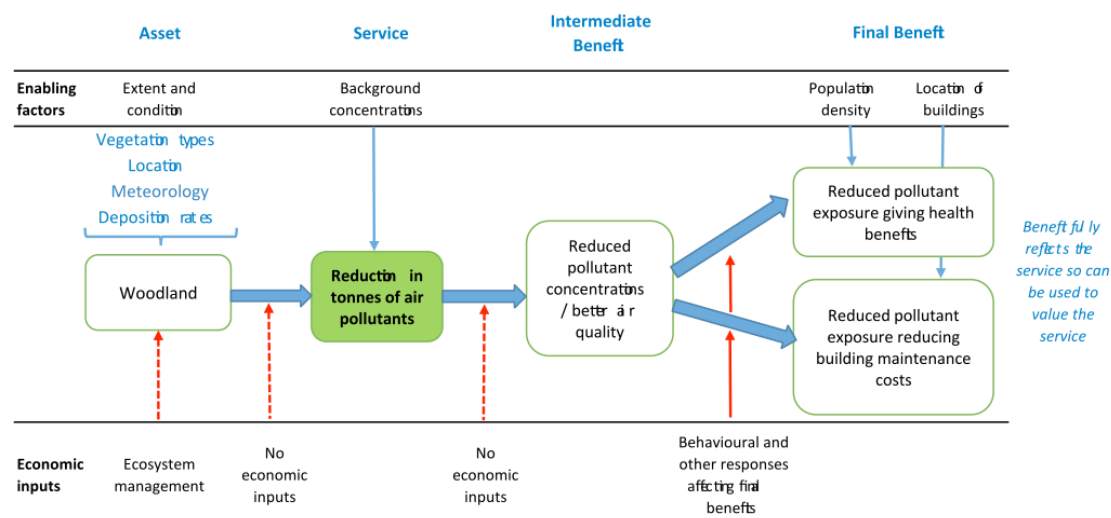 Asset
Service
Intermediate
Beneft
Final Beneft
Enabling
factors
Extent and
condition
Background
concentrations
Population
density
Location of
buildings
Vegetation types
Location
Meteorology
Deposition rates
Woodland
Reduction in
tonnes of air
pollutants
Reduced
pollutant
concentrations
/ better air
quality
Reduced pollutant
exposure giving health
benefits
Reduced pollutant
exposure reducing
building maintenance
costs
Beneft fully
reflects the
service so can
be used to
value the
service
Economic
inputs
Ecosystem
management
No
economic
inputs
No
economic
inputs
Behavioural and
other responses
affecting final
benefits